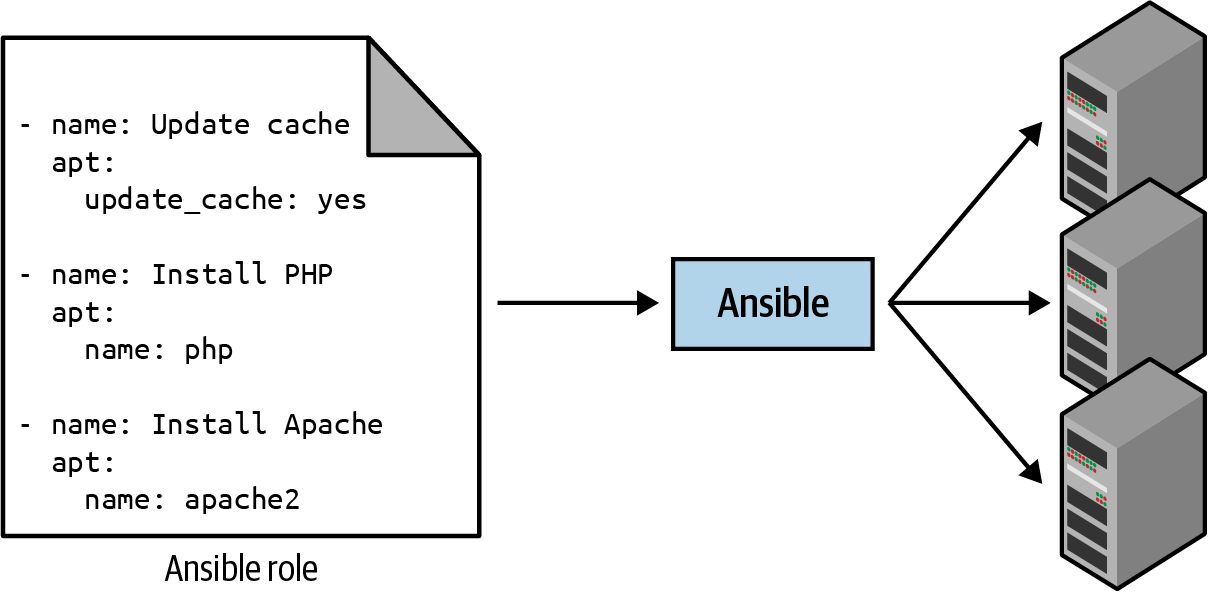 - name: Update cache
  apt:
    update_cache: yes
- name: Install PHP
  apt:
    name: php
- name: Install Apache
  apt:
    name: apache2
Ansible role
Ansible